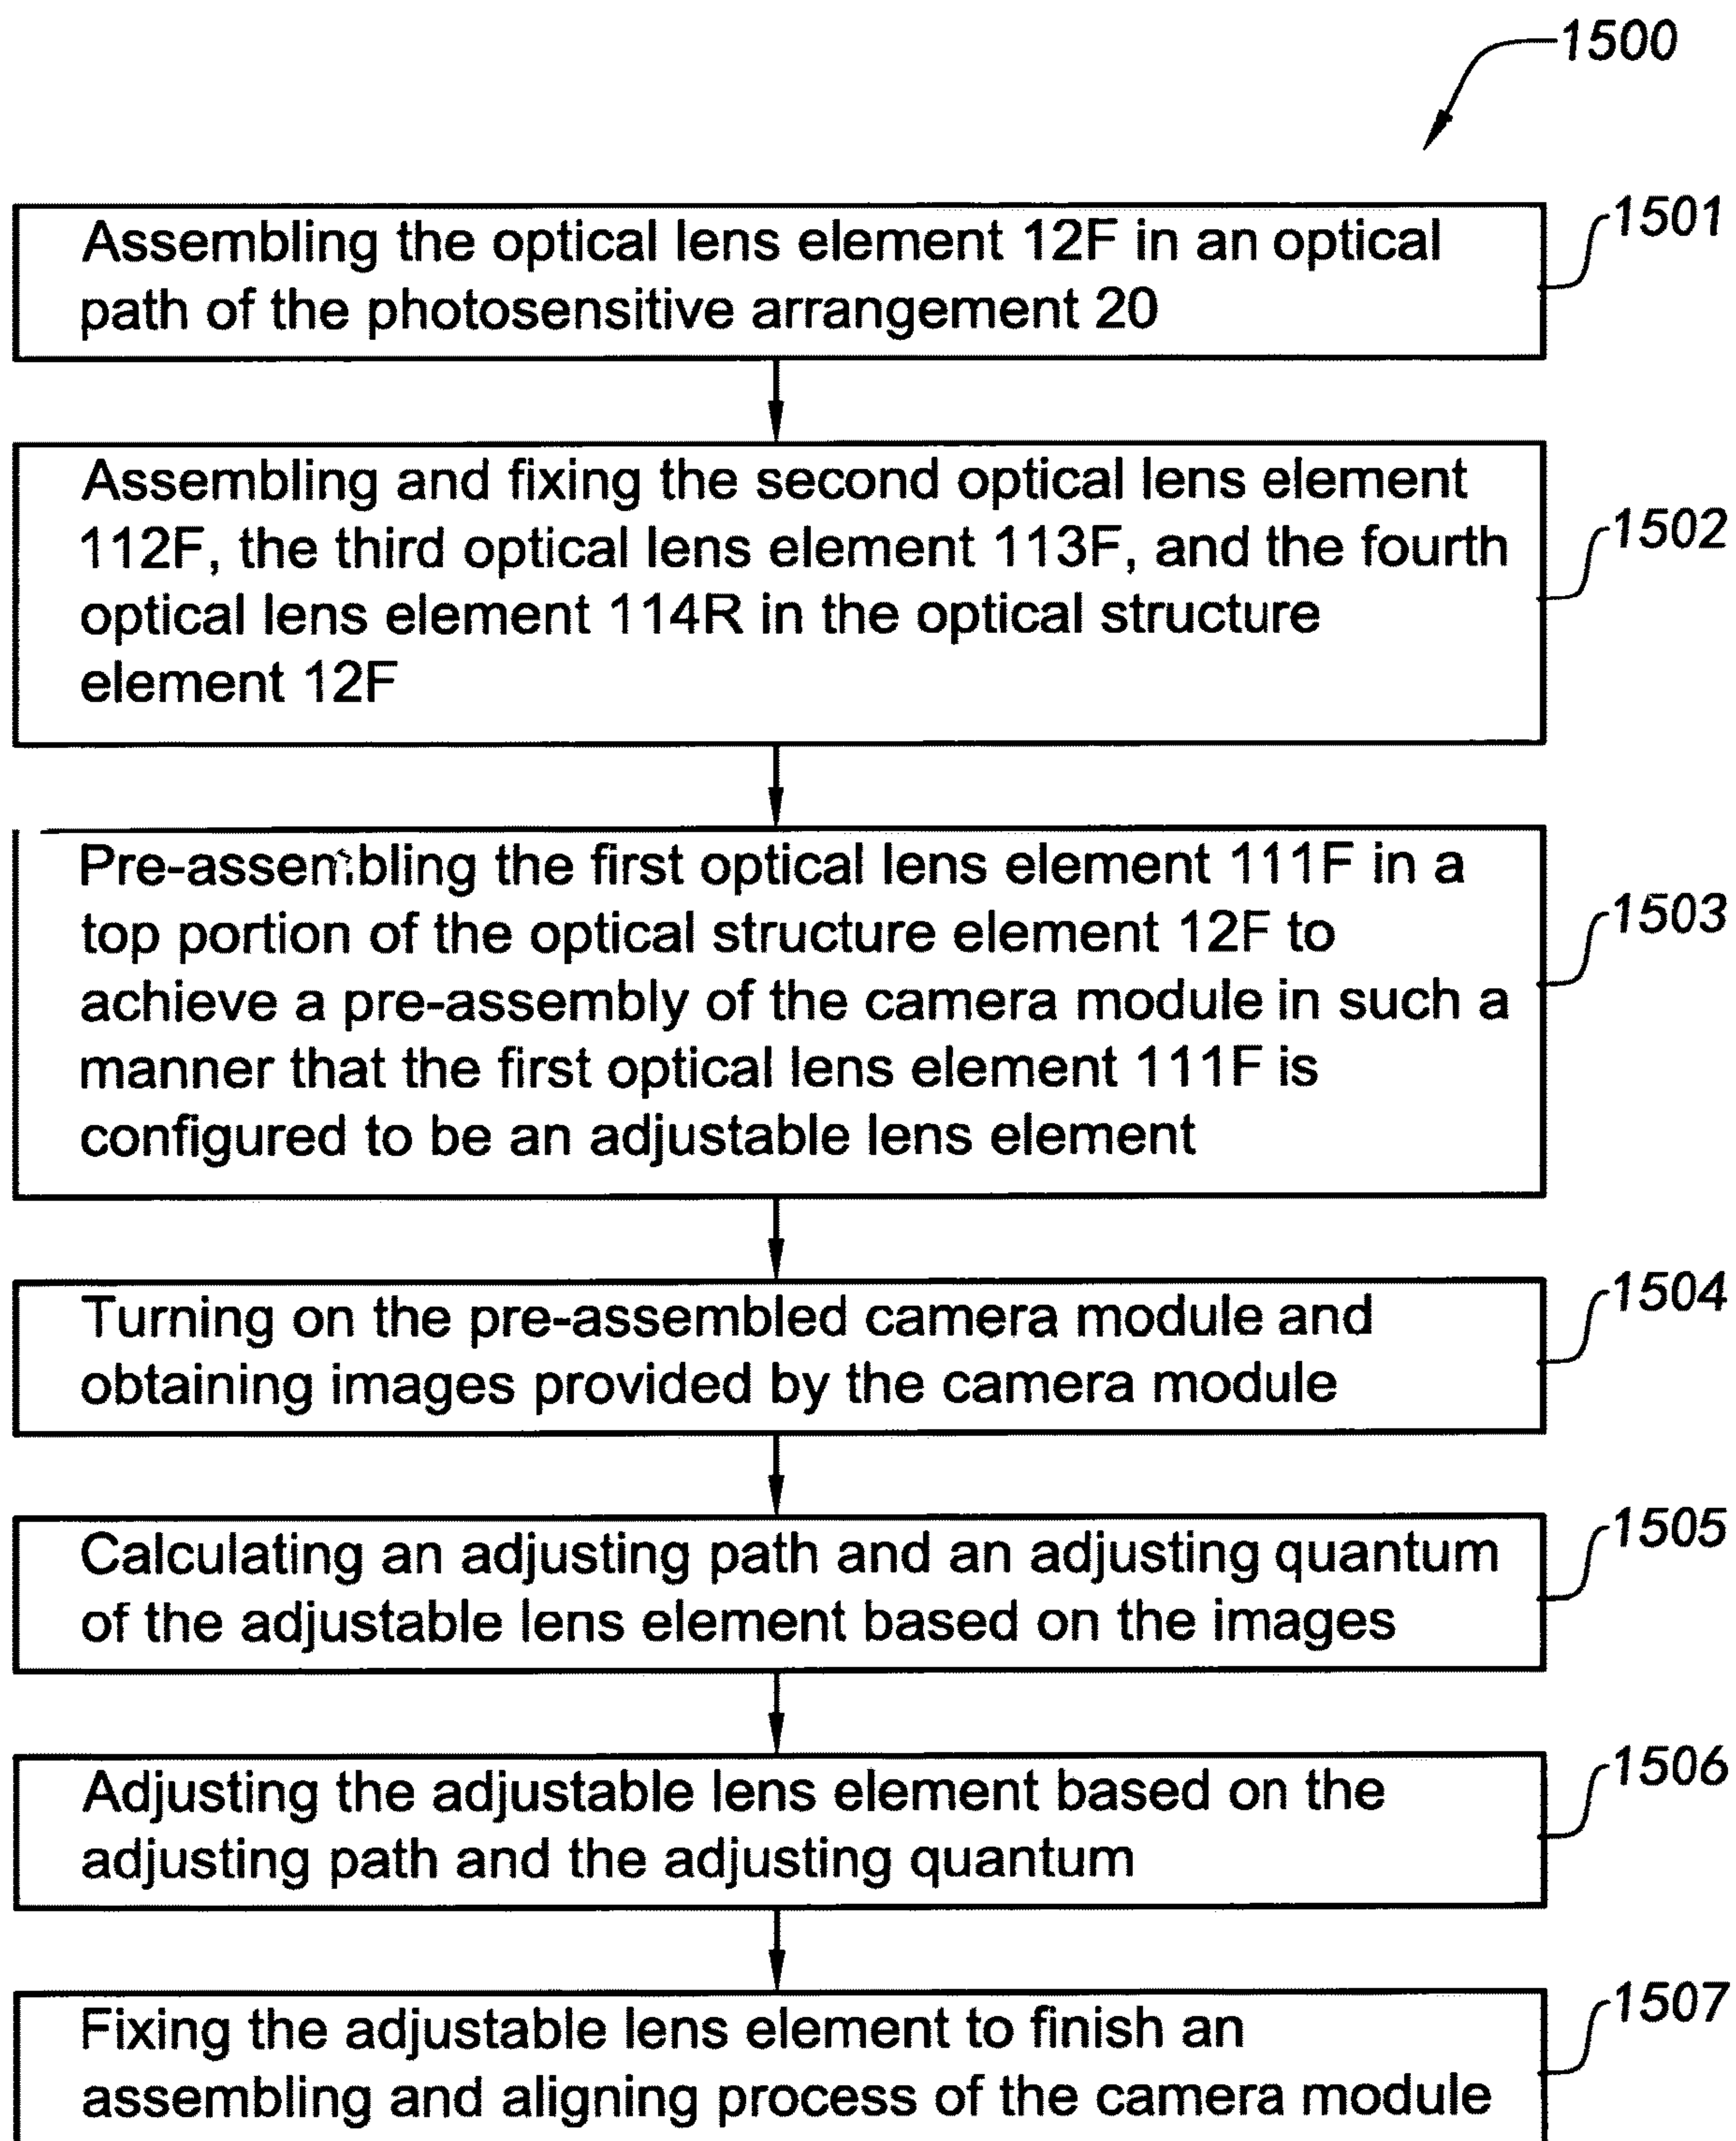 1500
Assembling the optical lens element 12F in an optical
path of the photosensitive arrangement 20
1501
Assembling and fixing the second optical lens element
112F, the third optical lens element 113F, and the fourth
optical lens element 114R in the optical structure
element 12F
1502
Pre-assembling the first optical lens element 111F in a
top portion of the optical structure element 12F to
achieve a pre-assembly of the camera module in such a
manner that the first optical lens element 111F is
configured to be an adjustable lens element
1503
Turning on the pre-assembled camera module and
obtaining images provided by the camera module
1504
Calculating an adjusting path and an adjusting quantum
of the adjustable lens element based on the images
1505
Adjusting the adjustable lens element based on the
adjusting path and the adjusting quantum
1506
Fixing the adjustable lens element to finish an
assembling and aligning process of the camera module
1507